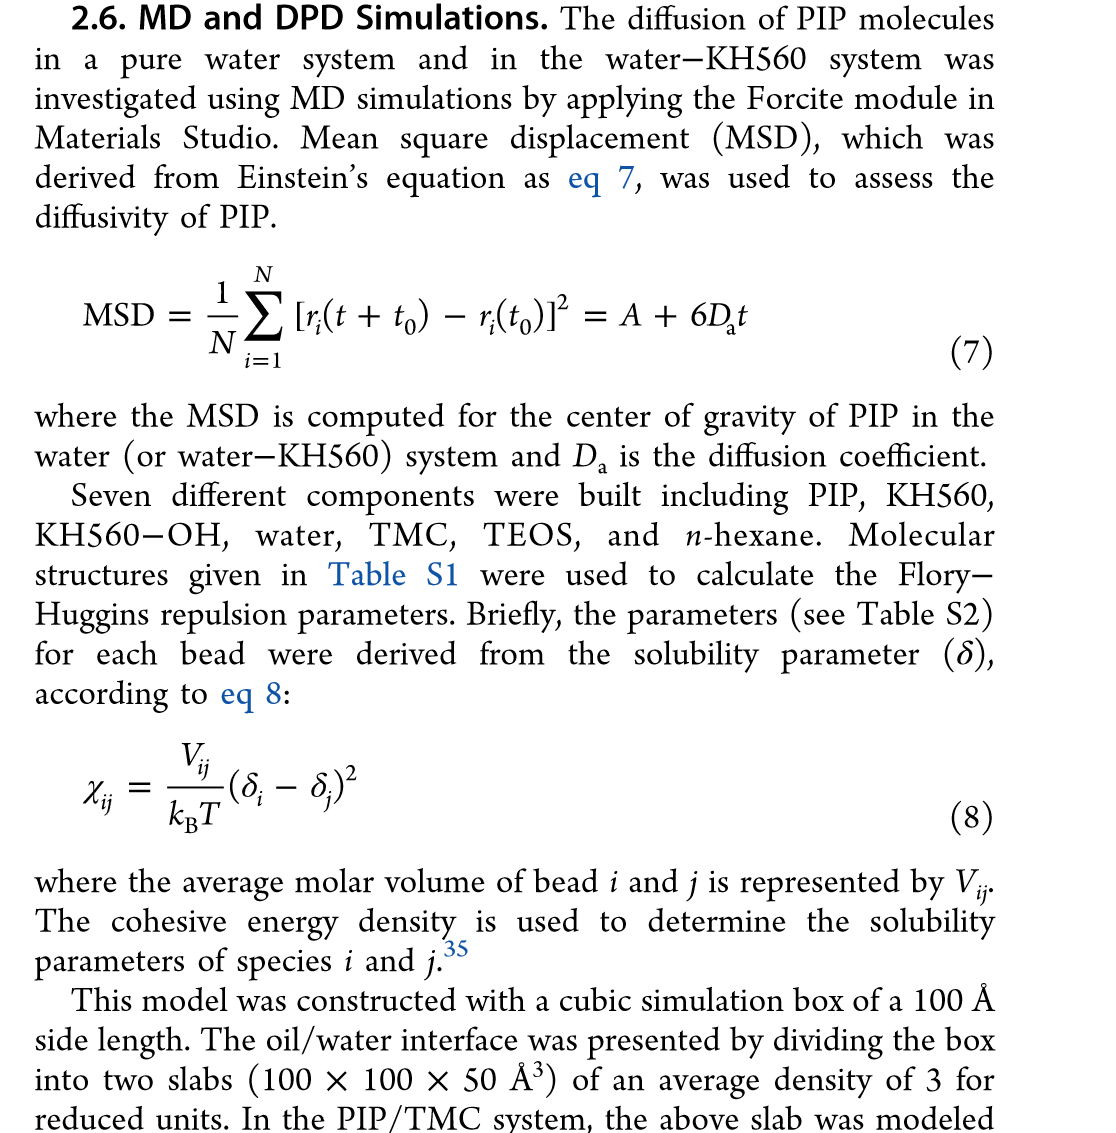 2.6. MD and DPD Simulations. The diffusion of PIP molecules
in a pure water system and in the water−KH560 system was
investigated using MD simulations by applying the Forcite module in
Materials Studio. Mean square displacement (MSD), which was
derived from Einstein’s equation as eq 7, was used to assess the
diffusivity of PIP.
MSD = \frac{1}{N} \sum_{i=1}^{N} [r_i(t + t_0) − r_i(t_0)]^2 = A + 6D_a t
(7)
where the MSD is computed for the center of gravity of PIP in the
water (or water−KH560) system and D_a is the diffusion coefficient.
Seven different components were built including PIP, KH560,
KH560−OH, water, TMC, TEOS, and n-hexane. Molecular
structures given in Table S1 were used to calculate the Flory−
Huggins repulsion parameters. Briefly, the parameters (see Table S2)
for each bead were derived from the solubility parameter (δ),
according to eq 8:
χ_{ij} = \frac{V_{ij}}{k_B T} (δ_i − δ_j)^2
(8)
where the average molar volume of bead i and j is represented by V_{ij}.
The cohesive energy density is used to determine the solubility
parameters of species i and j.^{35}
This model was constructed with a cubic simulation box of a 100 Å
side length. The oil/water interface was presented by dividing the box
into two slabs (100 × 100 × 50 Å^3) of an average density of 3 for
reduced units. In the PIP/TMC system, the above slab was modeled